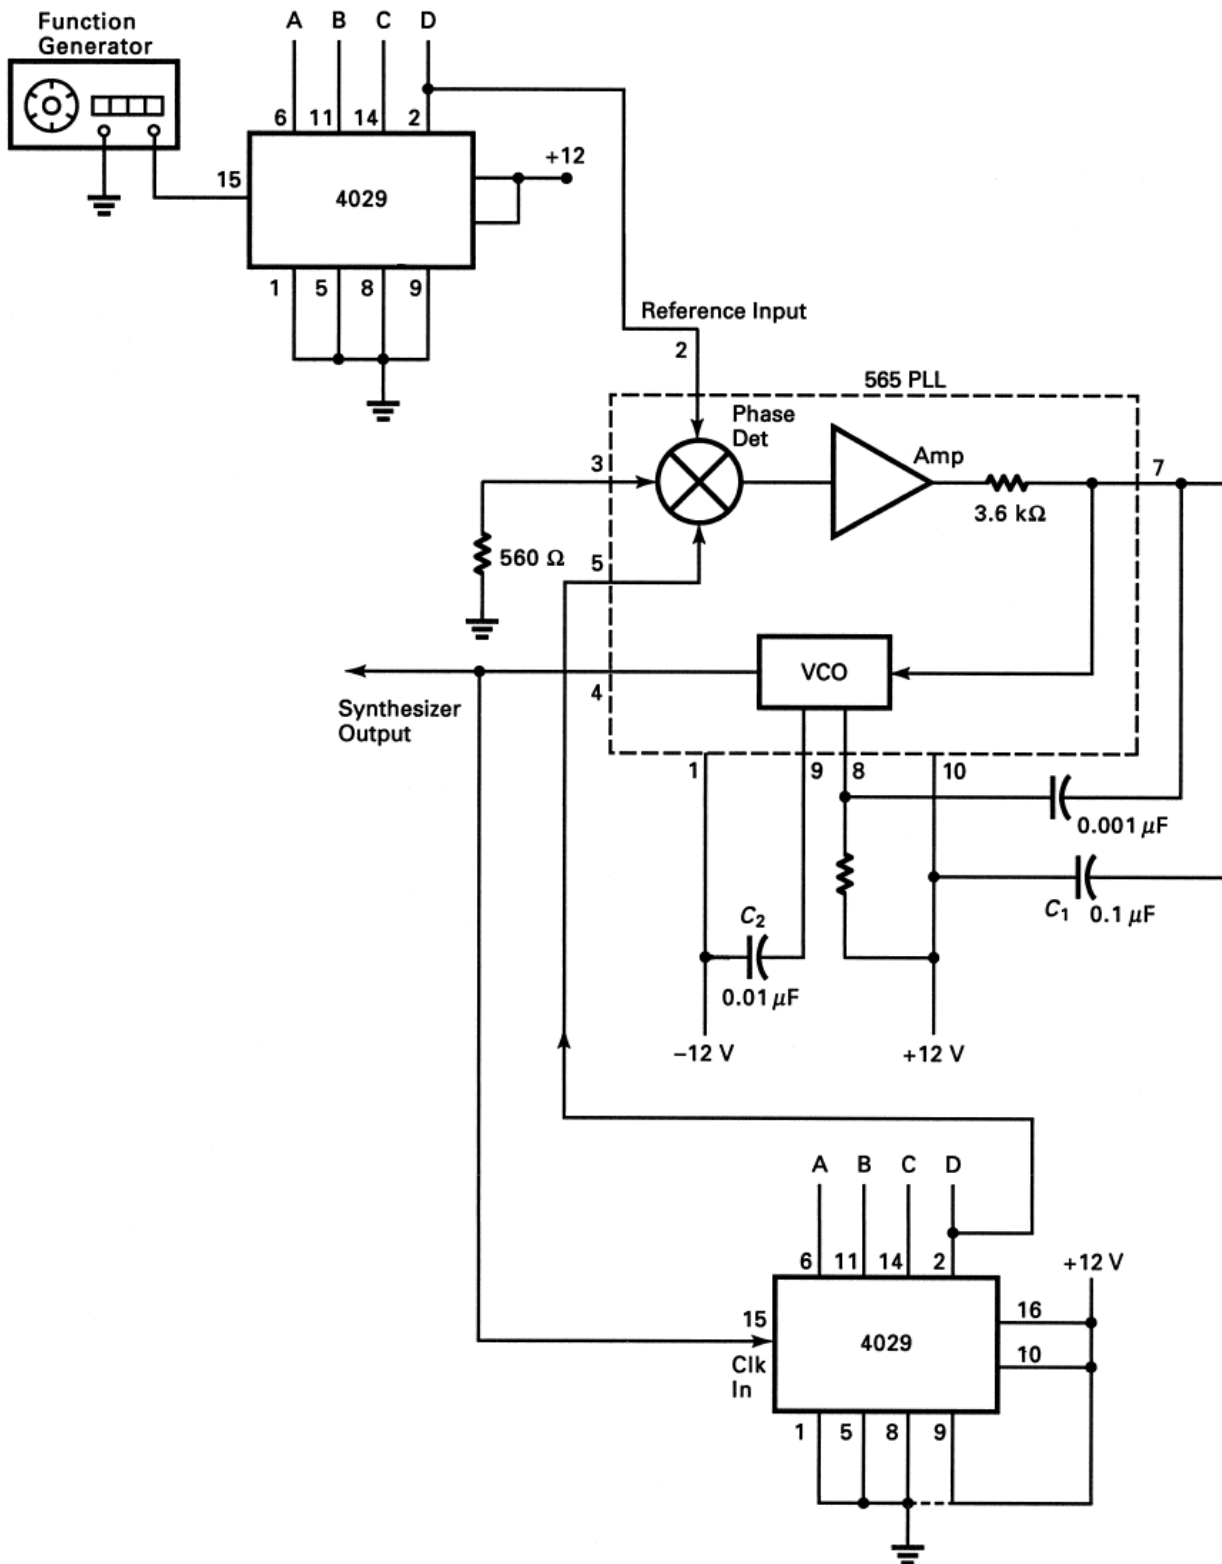 Function
Generator
A B C D
6 11 14 2
15
4029
+12
1 5 8 9
Reference Input
2
565 PLL
Phase
Det
Amp
3
7
3.6 kΩ
560 Ω
5
VCO
4
Synthesizer
Output
1 9 8 10
0.001 μF
C1 0.1 μF
C2
0.01 μF
−12 V
+12 V
A B C D
6 11 14 2
+12 V
15
16
4029
10
Clk
In
1 5 8 9